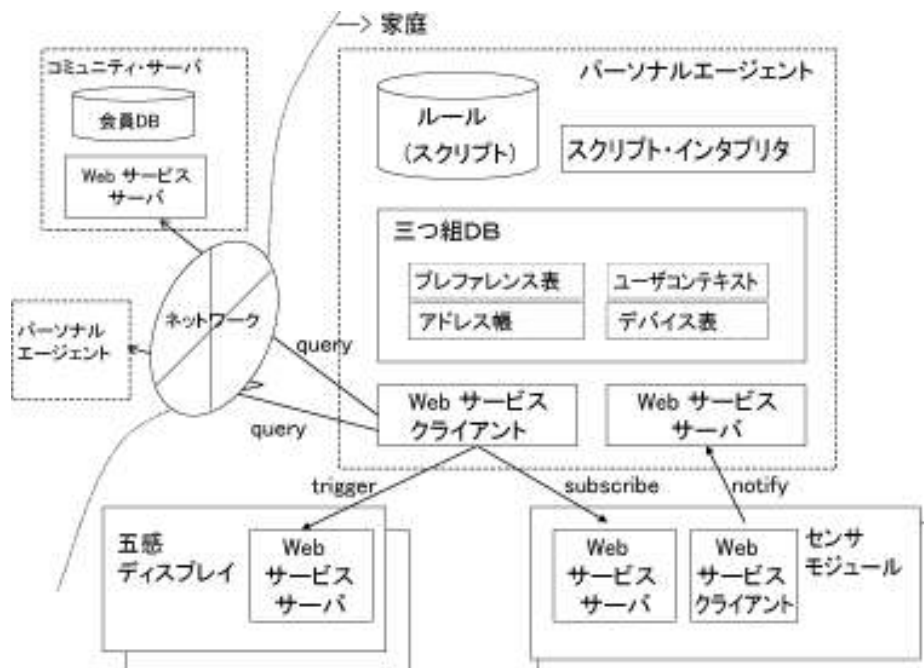 → 家庭
コミュニティ・サーバ
会員DB
Web サービス
サーバ
パーソナルエージェント
ルール
(スクリプト)
スクリプト・インタプリタ
三つ組DB
プレファレンス表
ユーザコンテキスト
アドレス帳
デバイス表
ネットワーク
パーソナル
エージェント
query
query
Web サービス
クライアント
Web サービス
サーバ
trigger
subscribe
notify
五感
ディスプレイ
Web
サービス
サーバ
Web
サービス
サーバ
Web
サービス
クライアント
センサ
モジュール